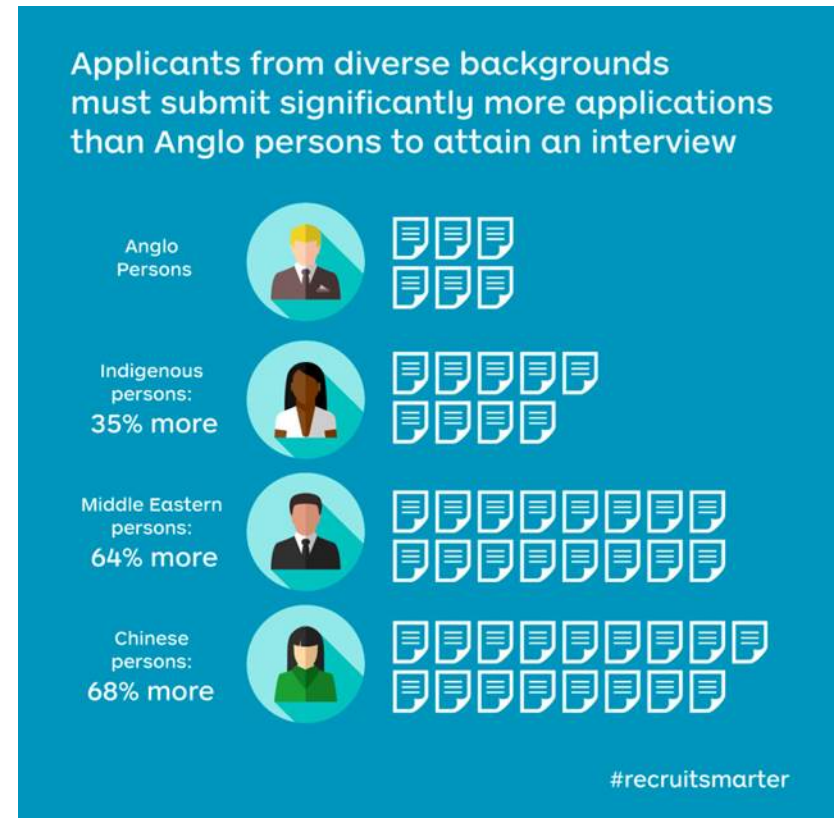 Applicants from diverse backgrounds
must submit significantly more applications
than Anglo persons to attain an interview
Anglo
Persons
Indigenous
persons:
35% more
Middle Eastern
persons:
64% more
Chinese
persons:
68% more
#recruitsmarter